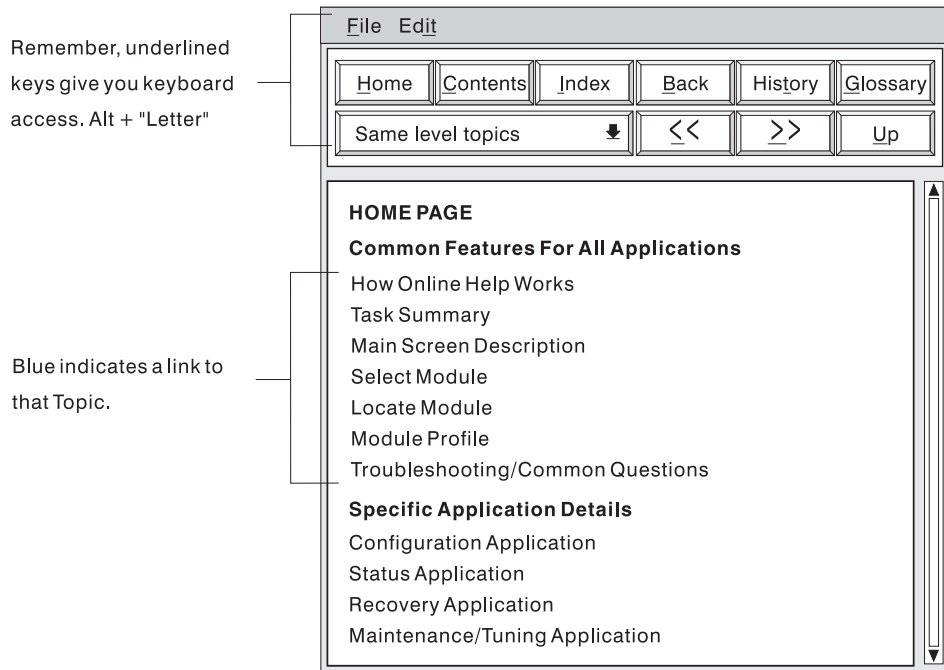 File Edit
Remember, underlined
keys give you keyboard
access. Alt + "Letter"
Home Contents Index Back History Glossary
Same level topics << >> Up
HOME PAGE
Common Features For All Applications
How Online Help Works
Task Summary
Main Screen Description
Select Module
Locate Module
Module Profile
Troubleshooting/Common Questions
Blue indicates a link to
that Topic.
Specific Application Details
Configuration Application
Status Application
Recovery Application
Maintenance/Tuning Application